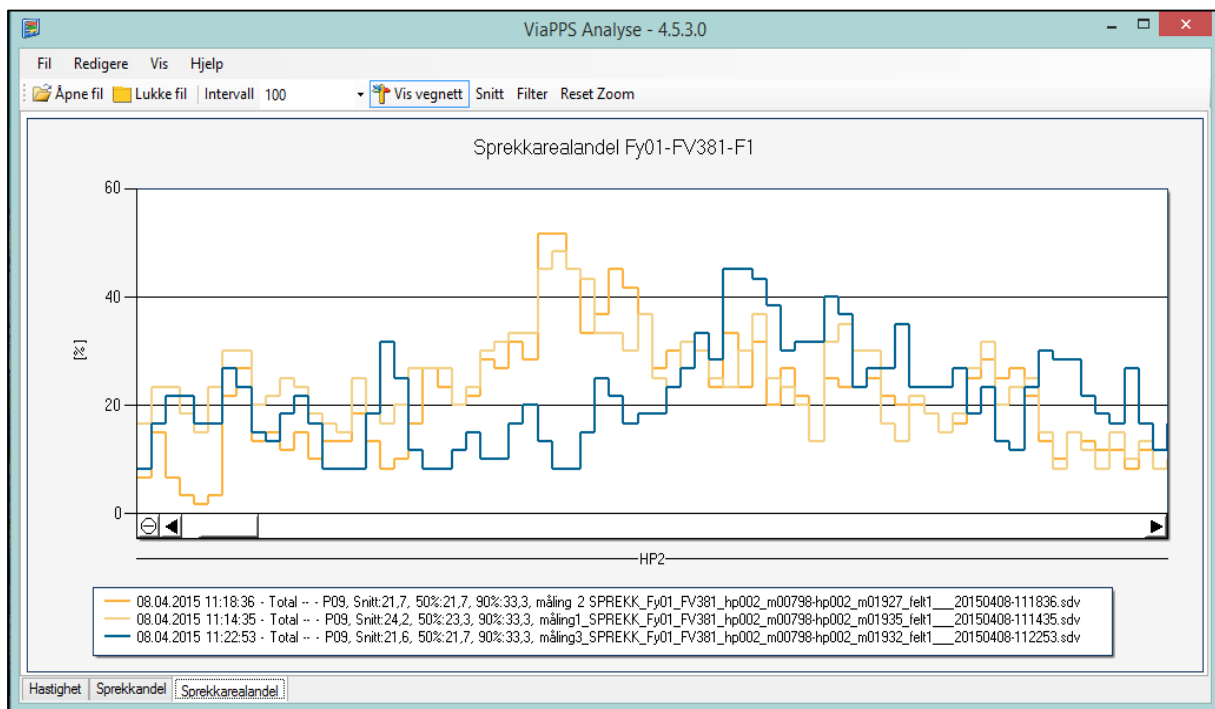 ViaPPS Analyse - 4.5.3.0
Fil Redigere Vis Hjelp
Åpne fil Lukke fil Intervall 100 Vis vegnett Snitt Filter Reset Zoom
Sprekkarealandel Fy01-FV381-F1
60
40
[%]
20
0
HP2
08.04.2015 11:18:36 - Total -- - P09, Snitt:21,7, 50%:21,7, 90%:33,3, måling 2 SPREKK_Fy01_FV381_hp002_m00798-hp002_m01927_felt1___20150408-111836.sdv
08.04.2015 11:14:35 - Total -- - P09, Snitt:24,2, 50%:23,3, 90%:33,3, måling1_SPREKK_Fy01_FV381_hp002_m00798-hp002_m01935_felt1___20150408-111435.sdv
08.04.2015 11:22:53 - Total -- - P09, Snitt:21,6, 50%:21,7, 90%:33,3, måling3_SPREKK_Fy01_FV381_hp002_m00798-hp002_m01932_felt1___20150408-112253.sdv
Hastighet Sprekkandel Sprekkarealandel